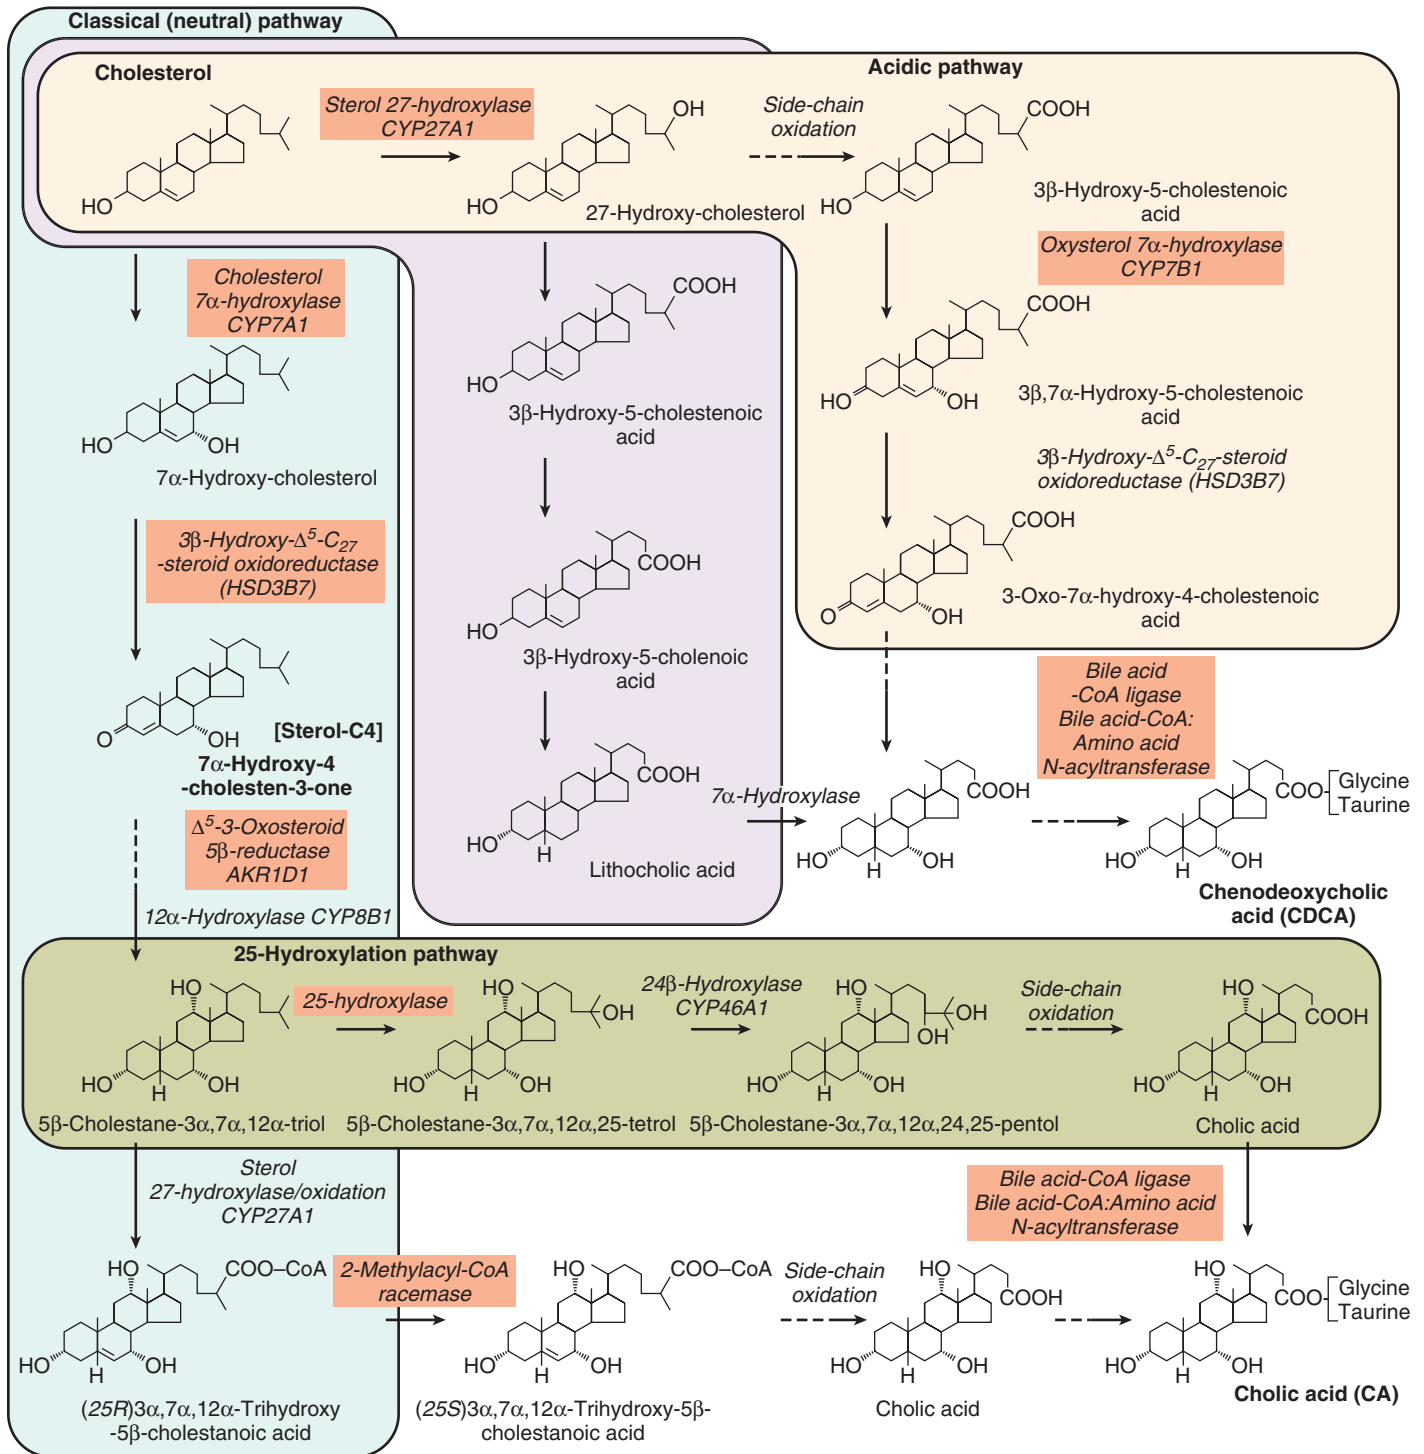 Classical (neutral) pathway
Cholesterol
Acidic pathway
Sterol 27-hydroxylase
CYP27A1
Side-chain
oxidation
HO
OH
HO
27-Hydroxy-cholesterol
COOH
HO
3β-Hydroxy-5-cholestenoic
acid
Cholesterol
7α-hydroxylase
CYP7A1
Oxysterol 7α-hydroxylase
CYP7B1
HO
OH
7α-Hydroxy-cholesterol
COOH
HO
3β-Hydroxy-5-cholestenoic
acid
COOH
HO
OH
3β,7α-Hydroxy-5-cholestenoic
acid
3β-Hydroxy-Δ⁵-C₂₇
-steroid oxidoreductase
(HSD3B7)
3β-Hydroxy-Δ⁵-C₂₇-steroid
oxidoreductase (HSD3B7)
COOH
HO
3β-Hydroxy-5-cholenoic
acid
COOH
O
OH
3-Oxo-7α-hydroxy-4-cholestenoic
acid
O
OH
[Sterol-C4]
7α-Hydroxy-4
-cholesten-3-one
Bile acid
-CoA ligase
Bile acid-CoA:
Amino acid
N-acyltransferase
COOH
HO
H
Lithocholic acid
7α-Hydroxylase
COOH
HO
OH
H
COO
Glycine
Taurine
HO
OH
H
Chenodeoxycholic
acid (CDCA)
Δ⁵-3-Oxosteroid
5β-reductase
AKR1D1
12α-Hydroxylase CYP8B1
25-Hydroxylation pathway
HO
HO
OH
H
5β-Cholestane-3α,7α,12α-triol
25-hydroxylase
HO
OH
HO
OH
H
5β-Cholestane-3α,7α,12α,25-tetrol
24β-Hydroxylase
CYP46A1
HO
OH
OH
HO
OH
H
5β-Cholestane-3α,7α,12α,24,25-pentol
Side-chain
oxidation
HO
COOH
HO
OH
H
Cholic acid
Sterol
27-hydroxylase/oxidation
CYP27A1
Bile acid-CoA ligase
Bile acid-CoA:Amino acid
N-acyltransferase
HO
COO–CoA
HO
OH
H
(25R)3α,7α,12α-Trihydroxy
-5β-cholestanoic acid
2-Methylacyl-CoA
racemase
HO
COO–CoA
HO
OH
H
(25S)3α,7α,12α-Trihydroxy-5β-
cholestanoic acid
Side-chain
oxidation
HO
COOH
HO
OH
H
Cholic acid
HO
COO
Glycine
Taurine
HO
OH
H
Cholic acid (CA)